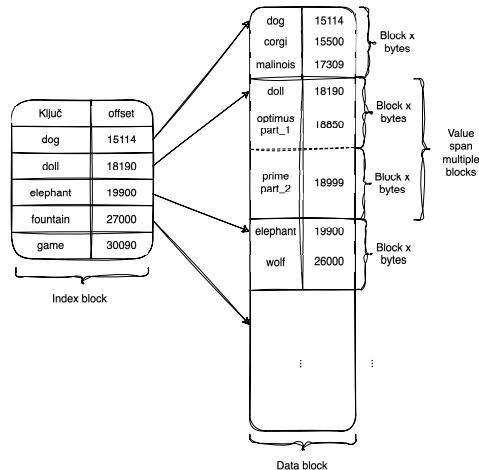 Ključ offset
dog 15114
doll 18190
elephant 19900
fountain 27000
game 30090
Index block
dog 15114
corgi 15500
malinois 17309
doll 18190
optimus
part_1 18850
prime
part_2 18999
elephant 19900
wolf 26000
...
...
Data block
Block x
bytes
Block x
bytes
Block x
bytes
Block x
bytes
Value
span
multiple
blocks